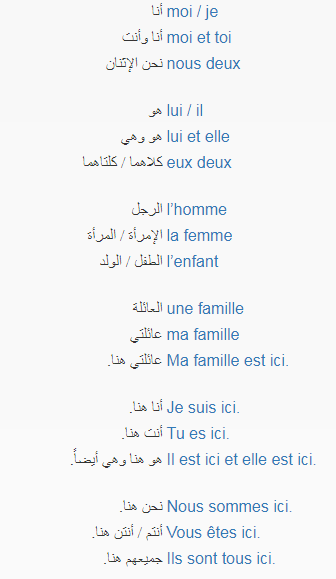 أنا moi / je
أنا وأنت moi et toi
نحن الإثنان nous deux
هو lui / il
هو وهي lui et elle
كلاهما / كلتاهما eux deux
الرجل l’homme
الإمرأة / المرأة la femme
الطفل / الولد l’enfant
العائلة une famille
عائلتي ma famille
عائلتي هنا. Ma famille est ici.
أنا هنا. Je suis ici.
أنت هنا. Tu es ici.
هو هنا وهي أيضاً. Il est ici et elle est ici.
نحن هنا. Nous sommes ici.
أنتم / أنتن هنا. Vous êtes ici.
جميعهم هنا. Ils sont tous ici.